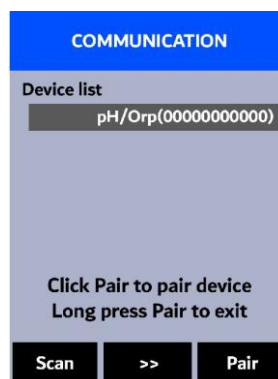 COMMUNICATION
Device list
pH/Orp(00000000000)
Click Pair to pair device
Long press Pair to exit
Scan >> Pair